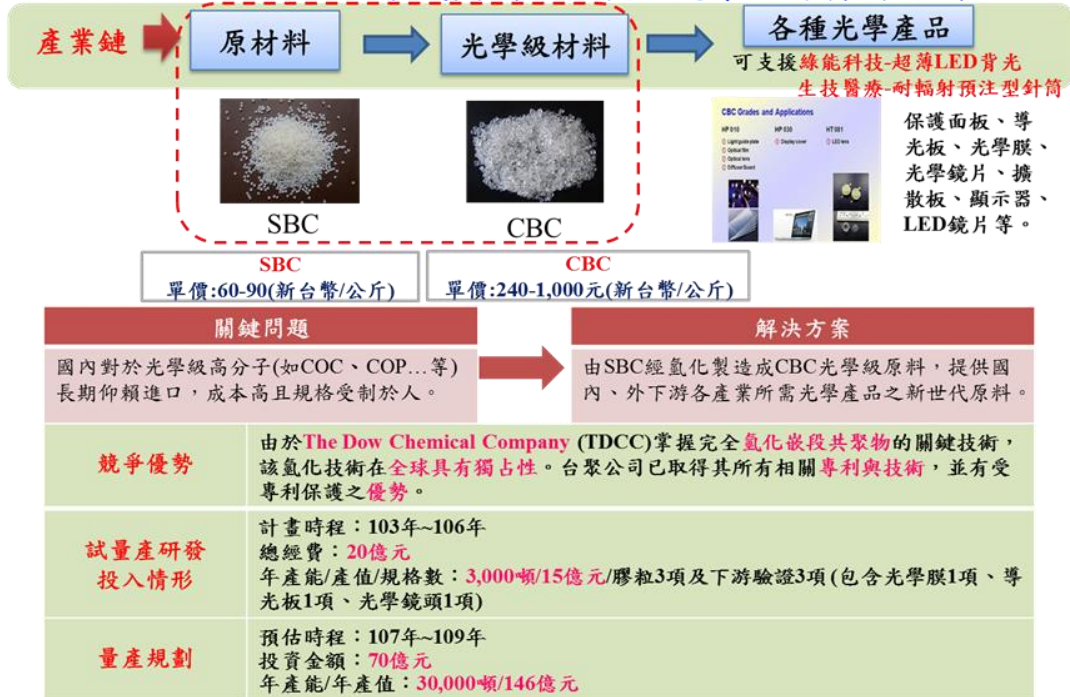 產業鏈
原材料
光學級材料
各種光學產品
可支援綠能科技-超薄LED背光
生技醫療-耐輻射預注型針筒
SBC
CBC
CBC Grades and Applications
HP 010
HP 030
HT 001
Light guide plate
Optical film
Optical lens
Diffuser Board
Display cover
LED lens
保護面板、導
光板、光學膜、
光學鏡片、擴
散板、顯示器、
LED鏡片等。
SBC
單價:60-90(新台幣/公斤)
CBC
單價:240-1,000元(新台幣/公斤)
關鍵問題
解決方案
國內對於光學級高分子(如COC、COP…等)
長期仰賴進口，成本高且規格受制於人。
由SBC經氫化製造成CBC光學級原料，提供國
內、外下游各產業所需光學產品之新世代原料。
競爭優勢
由於The Dow Chemical Company (TDCC)掌握完全氫化嵌段共聚物的關鍵技術，
該氫化技術在全球具有獨占性。台聚公司已取得其所有相關專利與技術，並有受
專利保護之優勢。
試量產研發
投入情形
計畫時程：103年~106年
總經費：20億元
年產能/產值/規格數：3,000噸/15億元/膠粒3項及下游驗證3項(包含光學膜1項、導
光板1項、光學鏡頭1項)
量產規劃
預估時程：107年~109年
投資金額：70億元
年產能/年產值：30,000噸/146億元